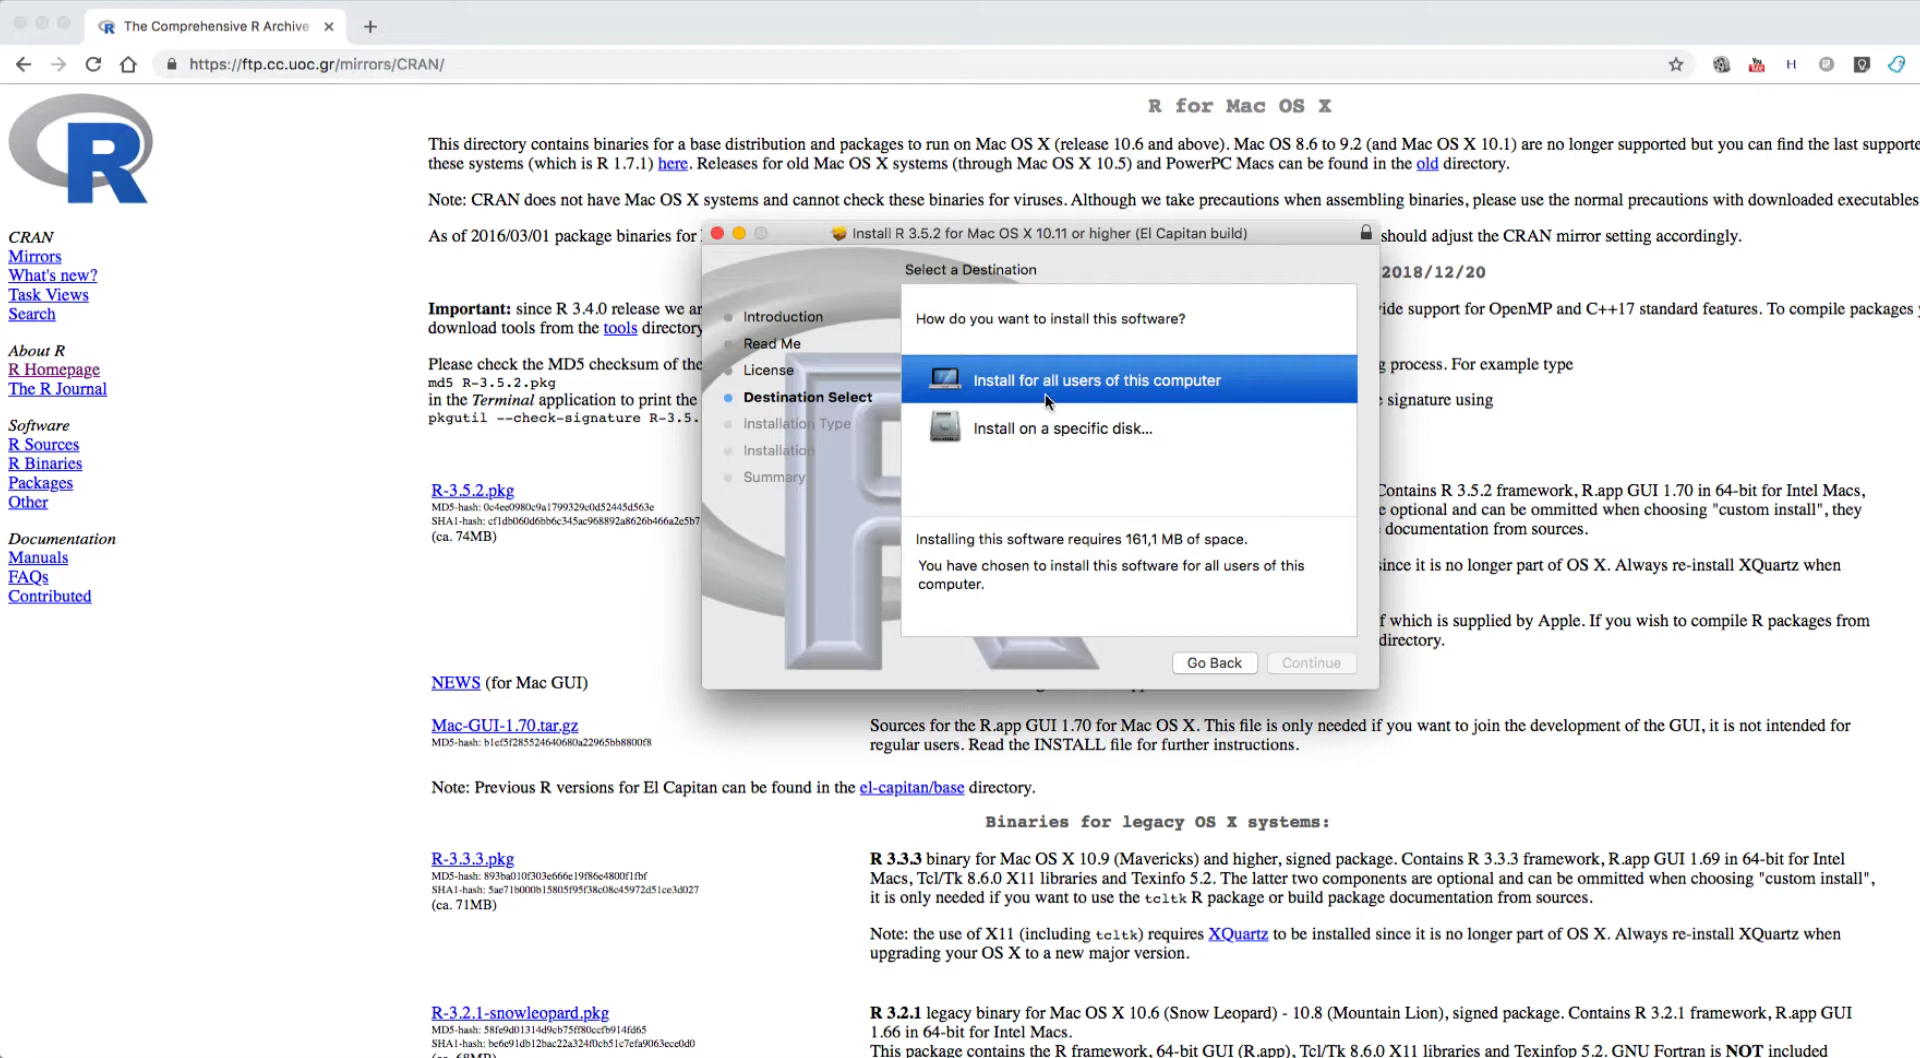 The Comprehensive R Archive
https://ftp.cc.uoc.gr/mirrors/CRAN/
H
R
CRAN
Mirrors
What's new?
Task Views
Search
About R
R Homepage
The R Journal
Software
R Sources
R Binaries
Packages
Other
Documentation
Manuals
FAQs
Contributed
R for Mac OS X
This directory contains binaries for a base distribution and packages to run on Mac OS X (release 10.6 and above). Mac OS 8.6 to 9.2 (and Mac OS X 10.1) are no longer supported but you can find the last supporte
these systems (which is R 1.7.1) here. Releases for old Mac OS X systems (through Mac OS X 10.5) and PowerPC Macs can be found in the old directory.
Note: CRAN does not have Mac OS X systems and cannot check these binaries for viruses. Although we take precautions when assembling binaries, please use the normal precautions with downloaded executables
As of 2016/03/01 package binaries for
should adjust the CRAN mirror setting accordingly.
2018/12/20
Important: since R 3.4.0 release we ar
ide support for OpenMP and C++17 standard features. To compile packages y
download tools from the tools directory
Please check the MD5 checksum of the
g process. For example type
md5 R-3.5.2.pkg
in the Terminal application to print the
e signature using
pkgutil --check-signature R-3.5.
Install R 3.5.2 for Mac OS X 10.11 or higher (El Capitan build)
Select a Destination
Introduction
Read Me
License
Destination Select
Installation Type
Installation
Summary
How do you want to install this software?
Install for all users of this computer
Install on a specific disk...
Installing this software requires 161,1 MB of space.
You have chosen to install this software for all users of this
computer.
Go Back
Continue
R-3.5.2.pkg
MD5-hash: 0c4ee0980c9a1799329c0d52445d563e
SHA1-hash: cf1db060d6bb6c345ac968892a8626b466a2e5b7
(ca. 74MB)
Contains R 3.5.2 framework, R.app GUI 1.70 in 64-bit for Intel Macs,
e optional and can be ommitted when choosing "custom install", they
documentation from sources.
ince it is no longer part of OS X. Always re-install XQuartz when
f which is supplied by Apple. If you wish to compile R packages from
directory.
NEWS (for Mac GUI)
Mac-GUI-1.70.tar.gz
MD5-hash: b1ef5f285524640680a22965bb8800f8
Sources for the R.app GUI 1.70 for Mac OS X. This file is only needed if you want to join the development of the GUI, it is not intended for
regular users. Read the INSTALL file for further instructions.
Note: Previous R versions for El Capitan can be found in the el-capitan/base directory.
Binaries for legacy OS X systems:
R-3.3.3.pkg
MD5-hash: 893ba010f303e666e19f86e4800f1fbf
SHA1-hash: 5ae71b000b15805f95f38c08c45972d51ce3d027
(ca. 71MB)
R 3.3.3 binary for Mac OS X 10.9 (Mavericks) and higher, signed package. Contains R 3.3.3 framework, R.app GUI 1.69 in 64-bit for Intel
Macs, Tcl/Tk 8.6.0 X11 libraries and Texinfo 5.2. The latter two components are optional and can be ommitted when choosing "custom install",
it is only needed if you want to use the tcltk R package or build package documentation from sources.
Note: the use of X11 (including tcltk) requires XQuartz to be installed since it is no longer part of OS X. Always re-install XQuartz when
upgrading your OS X to a new major version.
R-3.2.1-snowleopard.pkg
MD5-hash: 58fe9d01314d9cb75ff80ccfb914fd65
SHA1-hash: be6e91db12bac22a324f0cb51c7efa9063ece0d0
(ca. 68MB)
R 3.2.1 legacy binary for Mac OS X 10.6 (Snow Leopard) - 10.8 (Mountain Lion), signed package. Contains R 3.2.1 framework, R.app GUI
1.66 in 64-bit for Intel Macs.
This package contains the R framework, 64-bit GUI (R.app), Tcl/Tk 8.6.0 X11 libraries and Texinfop 5.2. GNU Fortran is NOT included